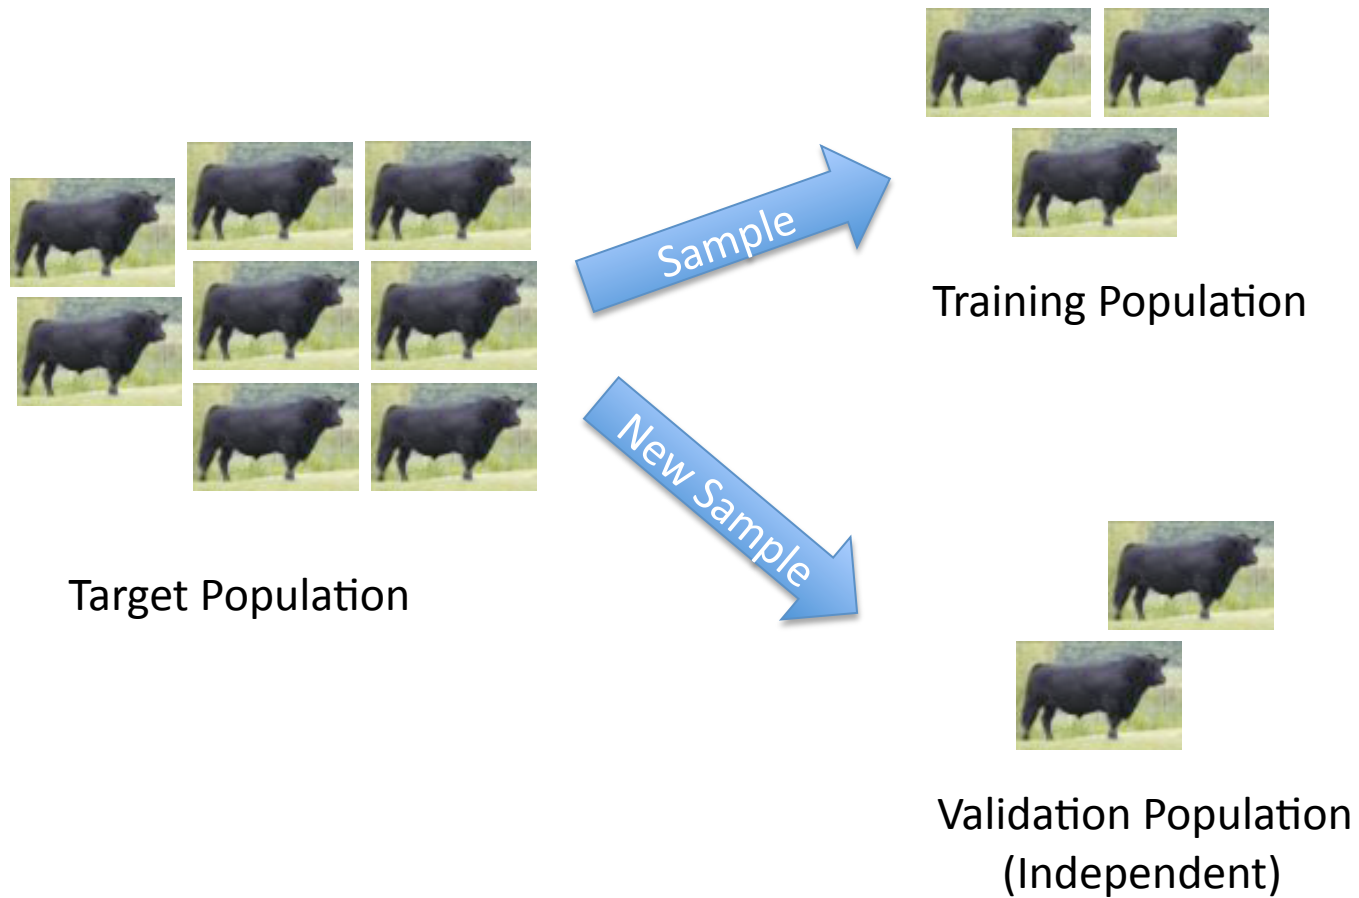 Sample
Training Population
New Sample
Target Population
Validation Population
(Independent)